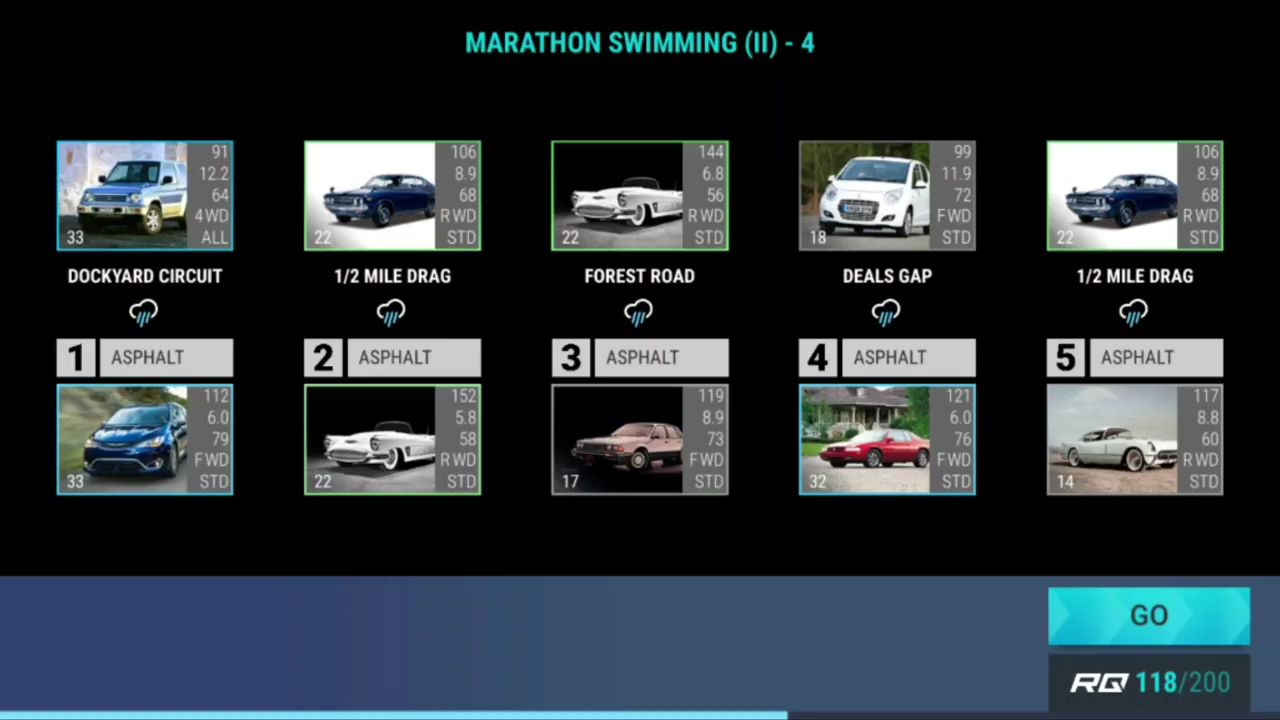 MARATHON SWIMMING (II) - 4
91
12.2
64
4WD
ALL
33
106
8.9
68
RWD
STD
22
144
6.8
56
RWD
STD
22
99
11.9
72
FWD
STD
18
106
8.9
68
RWD
STD
22
DOCKYARD CIRCUIT
1/2 MILE DRAG
FOREST ROAD
DEALS GAP
1/2 MILE DRAG
1 ASPHALT
2 ASPHALT
3 ASPHALT
4 ASPHALT
5 ASPHALT
112
6.0
79
FWD
STD
33
152
5.8
58
RWD
STD
22
119
8.9
73
FWD
STD
17
121
6.0
76
FWD
STD
32
117
8.8
60
RWD
STD
14
GO
RQ 118/200